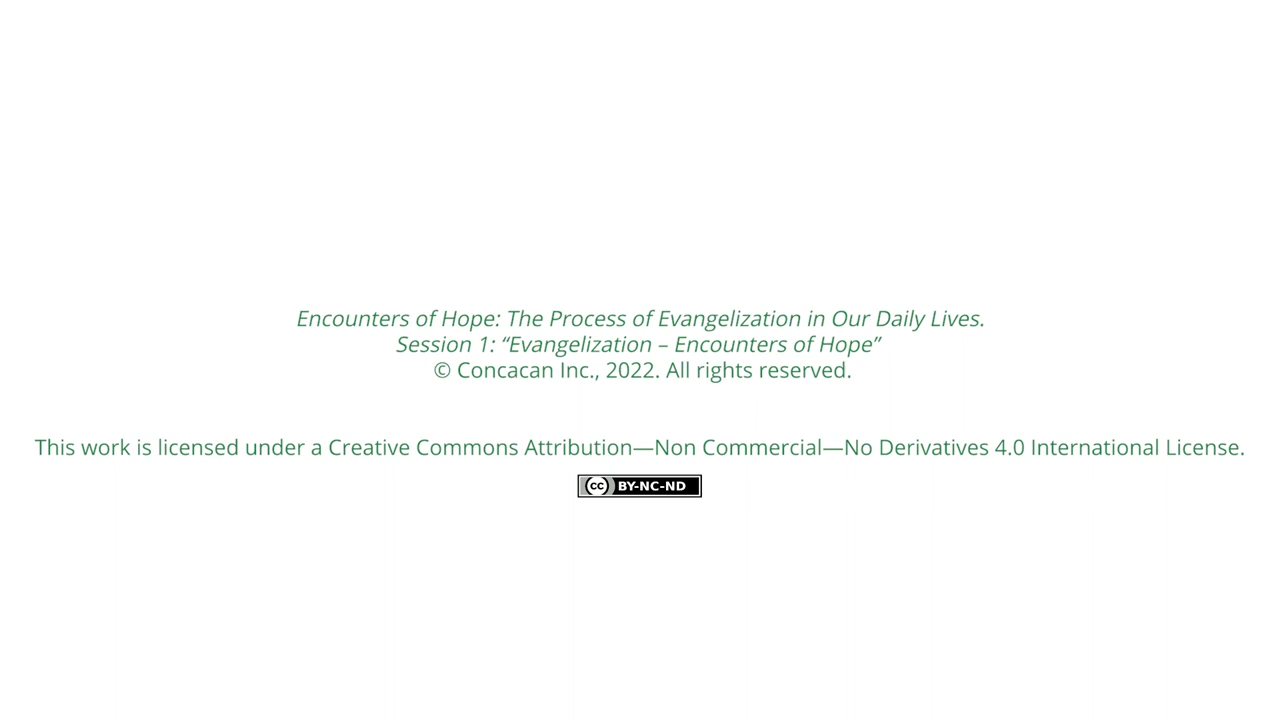 Encounters of Hope: The Process of Evangelization in Our Daily Lives.
Session 1: “Evangelization – Encounters of Hope”
© Concacan Inc., 2022. All rights reserved.
This work is licensed under a Creative Commons Attribution—Non Commercial—No Derivatives 4.0 International License.
cc BY-NC-ND